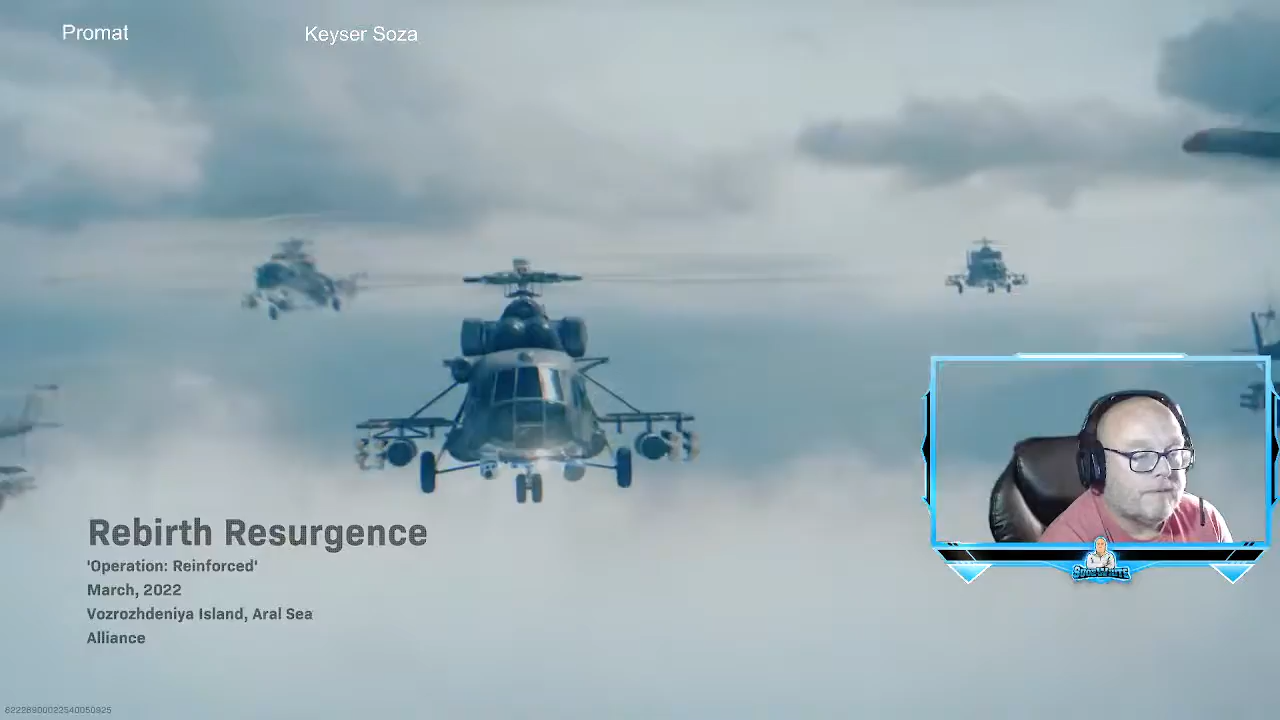 Promat
Keyser Soza
Rebirth Resurgence
'Operation: Reinforced'
March, 2022
Vozrozhdeniya Island, Aral Sea
Alliance